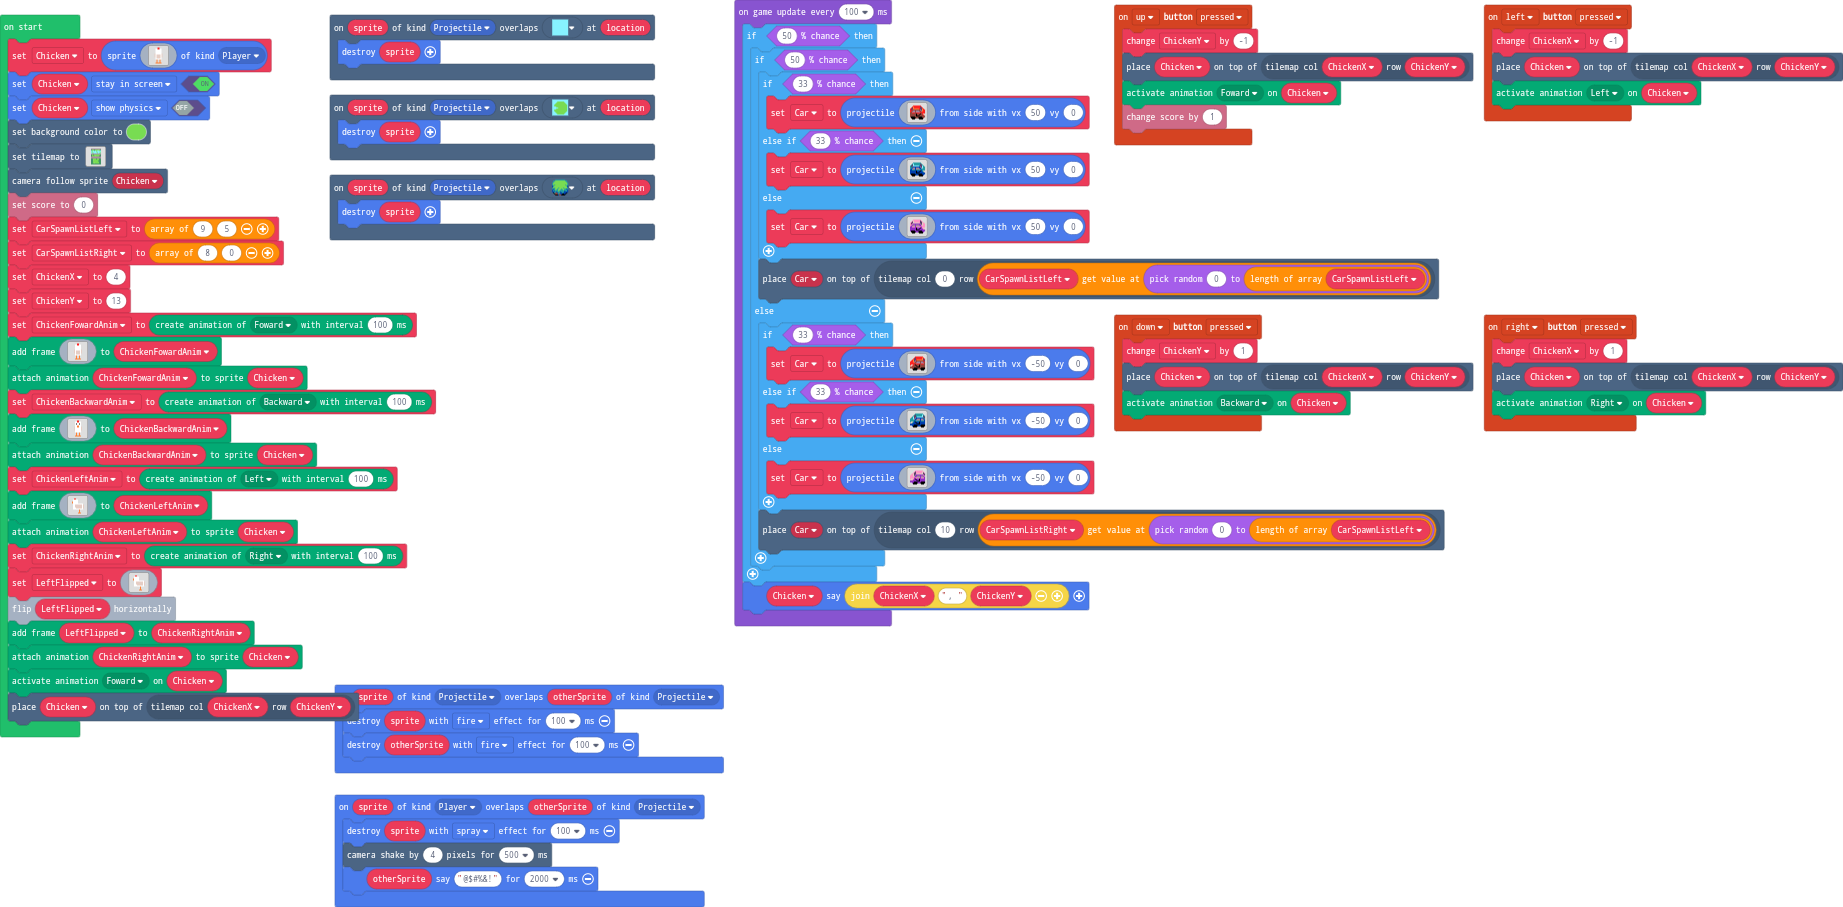 on start
set Chicken to sprite of kind Player
set Chicken stay in screen ON
set Chicken show physics OFF
set background color to
set tilemap to
camera follow sprite Chicken
set score to 0
set CarSpawnListLeft to array of 9 5
set CarSpawnListRight to array of 8 0
set ChickenX to 4
set ChickenY to 13
set ChickenFowardAnim to create animation of Foward with interval 100 ms
add frame to ChickenFowardAnim
attach animation ChickenFowardAnim to sprite Chicken
set ChickenBackwardAnim to create animation of Backward with interval 100 ms
add frame to ChickenBackwardAnim
attach animation ChickenBackwardAnim to sprite Chicken
set ChickenLeftAnim to create animation of Left with interval 100 ms
add frame to ChickenLeftAnim
attach animation ChickenLeftAnim to sprite Chicken
set ChickenRightAnim to create animation of Right with interval 100 ms
set LeftFlipped to
flip LeftFlipped horizontally
add frame LeftFlipped to ChickenRightAnim
attach animation ChickenRightAnim to sprite Chicken
activate animation Foward on Chicken
place Chicken on top of tilemap col ChickenX row ChickenY
on sprite of kind Projectile overlaps at location
destroy sprite
on sprite of kind Projectile overlaps at location
destroy sprite
on sprite of kind Projectile overlaps at location
destroy sprite
sprite of kind Projectile overlaps otherSprite of kind Projectile
destroy sprite with fire effect for 100 ms
destroy otherSprite with fire effect for 100 ms
on sprite of kind Player overlaps otherSprite of kind Projectile
destroy sprite with spray effect for 100 ms
camera shake by 4 pixels for 500 ms
otherSprite say "@$#%&!" for 2000 ms
on game update every 100 ms
if 50 % chance then
if 50 % chance then
if 33 % chance then
set Car to projectile from side with vx 50 vy 0
else if 33 % chance then
set Car to projectile from side with vx 50 vy 0
else
set Car to projectile from side with vx 50 vy 0
place Car on top of tilemap col 0 row CarSpawnListLeft get value at pick random 0 to length of array CarSpawnListLeft
else
if 33 % chance then
set Car to projectile from side with vx -50 vy 0
else if 33 % chance then
set Car to projectile from side with vx -50 vy 0
else
set Car to projectile from side with vx -50 vy 0
place Car on top of tilemap col 10 row CarSpawnListRight get value at pick random 0 to length of array CarSpawnListLeft
Chicken say join ChickenX ", " ChickenY
on up button pressed
change ChickenY by -1
place Chicken on top of tilemap col ChickenX row ChickenY
activate animation Foward on Chicken
change score by 1
on left button pressed
change ChickenX by -1
place Chicken on top of tilemap col ChickenX row ChickenY
activate animation Left on Chicken
on down button pressed
change ChickenY by 1
place Chicken on top of tilemap col ChickenX row ChickenY
activate animation Backward on Chicken
on right button pressed
change ChickenX by 1
place Chicken on top of tilemap col ChickenX row ChickenY
activate animation Right on Chicken